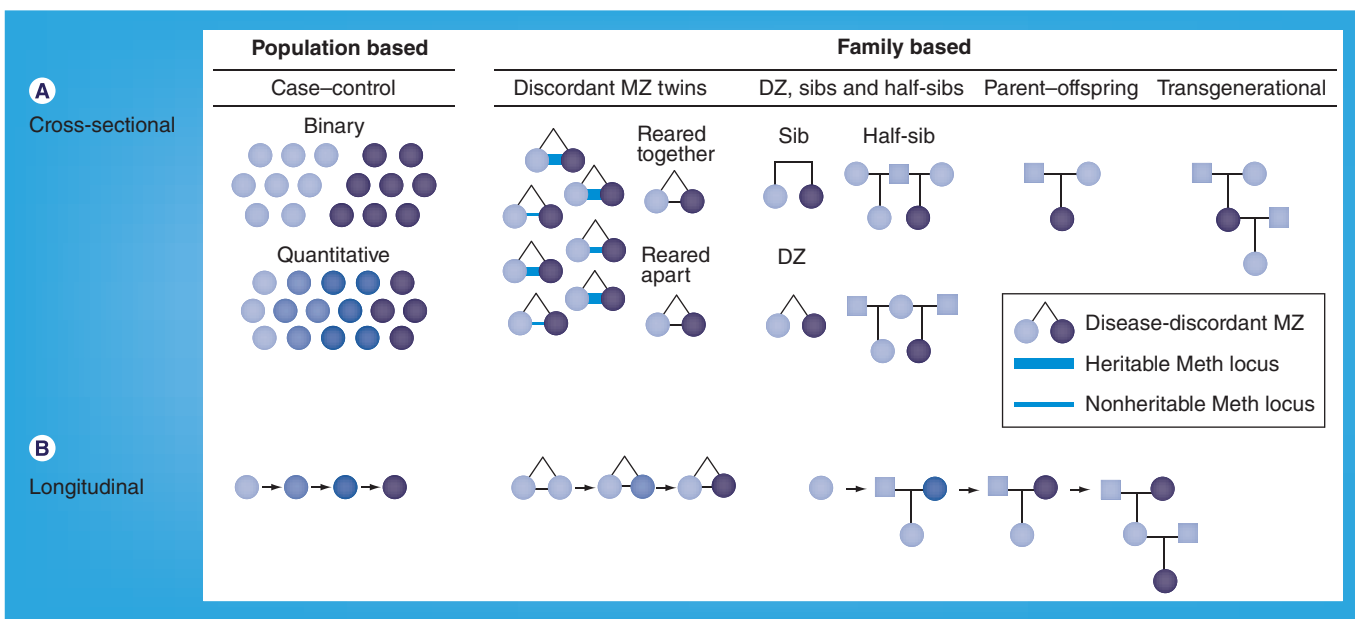 Population based
Family based
A
Case–control
Discordant MZ twins
DZ, sibs and half-sibs
Parent–offspring
Transgenerational
Cross-sectional
Binary
Reared
together
Sib
Half-sib
Quantitative
Reared
apart
DZ
Disease-discordant MZ
Heritable Meth locus
Nonheritable Meth locus
B
Longitudinal